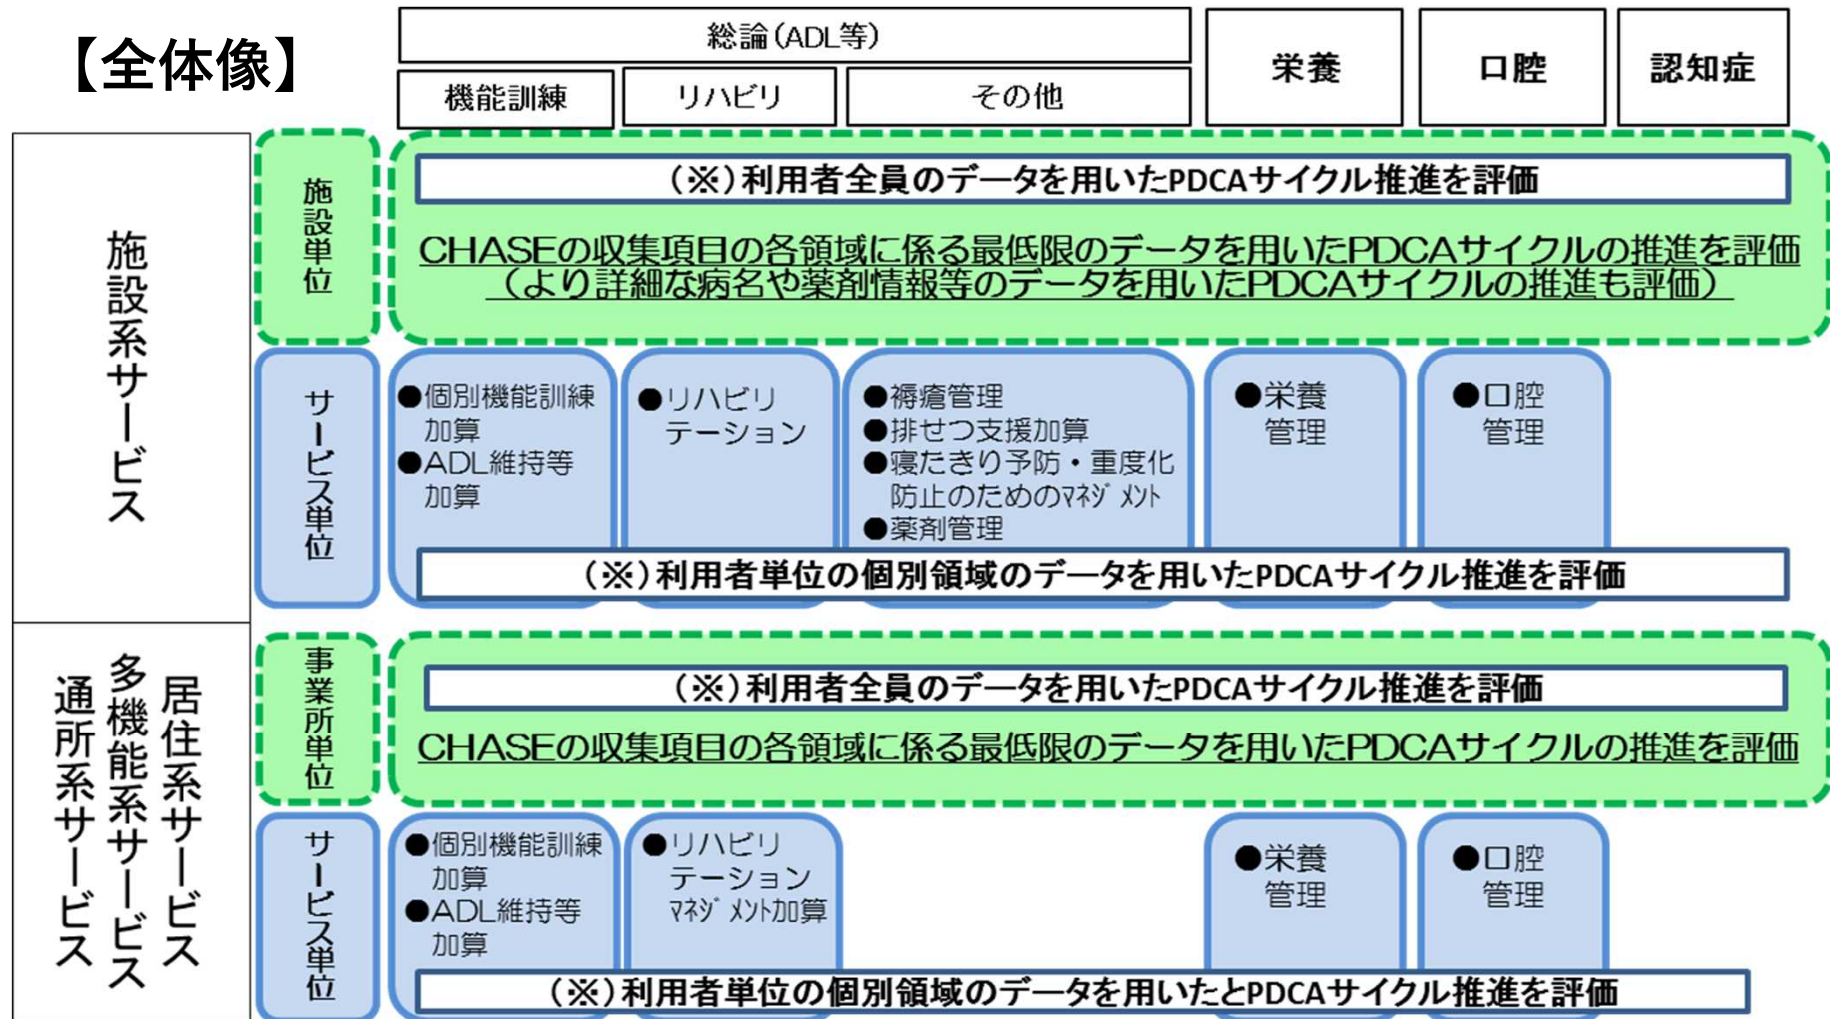 【全体像】
総論（ADL等）
機能訓練
リハビリ
その他
栄養
口腔
認知症
施設系サービス
施設単位
（※）利用者全員のデータを用いたPDCAサイクル推進を評価
CHASEの収集項目の各領域に係る最低限のデータを用いたPDCAサイクルの推進を評価
（より詳細な病名や薬剤情報等のデータを用いたPDCAサイクルの推進も評価）
サービス単位
●個別機能訓練
加算
●ADL維持等
加算
●リハビリ
テーション
●褥瘡管理
●排せつ支援加算
●寝たきり予防・重度化
防止のためのﾏﾈｼﾞﾒﾝﾄ
●薬剤管理
●栄養
管理
●口腔
管理
（※）利用者単位の個別領域のデータを用いたPDCAサイクル推進を評価
居住系サービス
多機能系サービス
通所系サービス
事業所単位
（※）利用者全員のデータを用いたPDCAサイクル推進を評価
CHASEの収集項目の各領域に係る最低限のデータを用いたPDCAサイクルの推進を評価
サービス単位
●個別機能訓練
加算
●ADL維持等
加算
●リハビリ
テーション
ﾏﾈｼﾞﾒﾝﾄ加算
●栄養
管理
●口腔
管理
（※）利用者単位の個別領域のデータを用いたとPDCAサイクル推進を評価